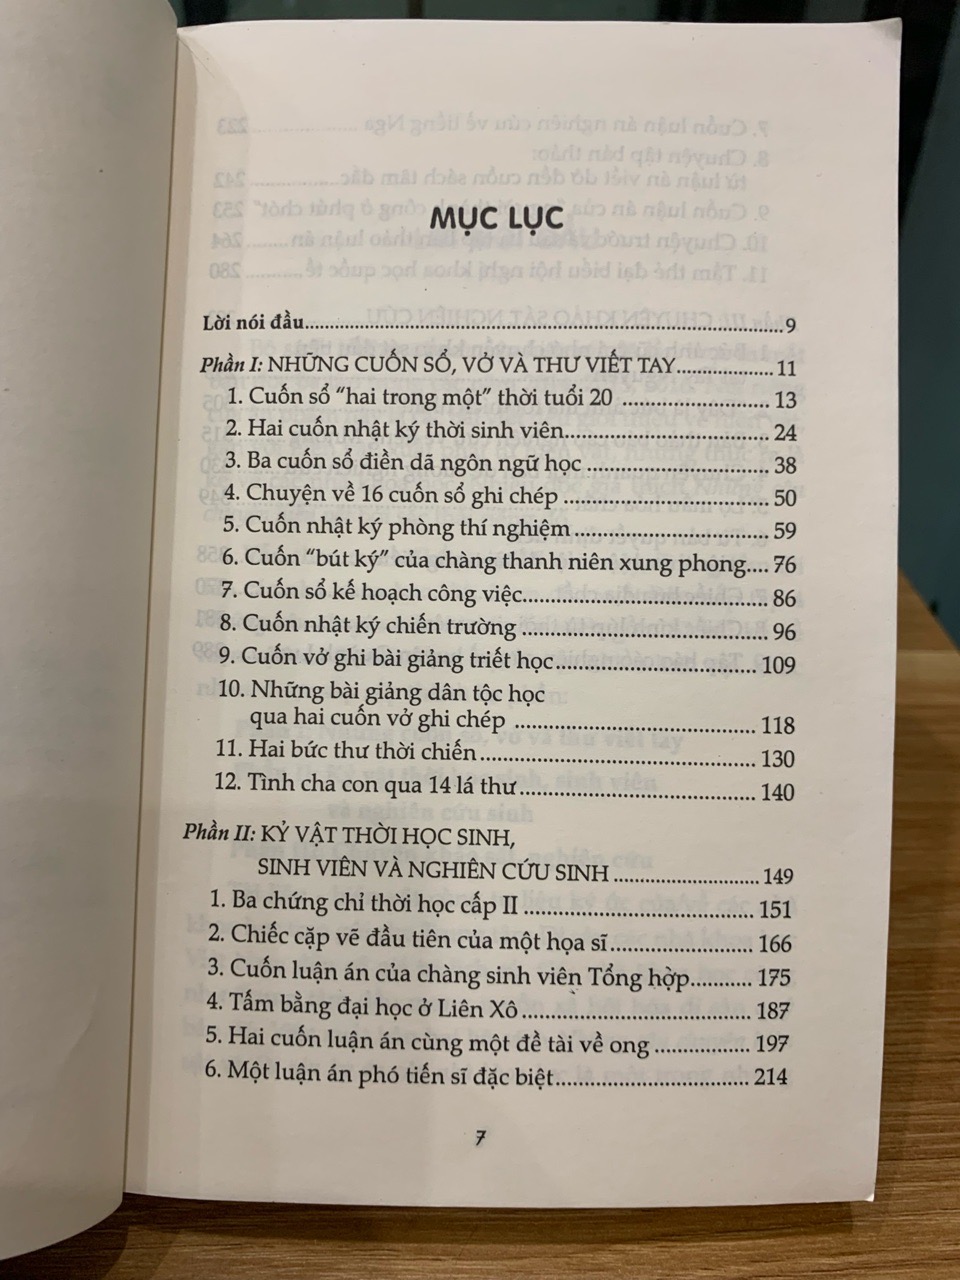 MỤC LỤC
Lời nói đầu....................9
Phần I: NHỮNG CUỐN SỔ, VỞ VÀ THƯ VIẾT TAY....................11
1. Cuốn sổ “hai trong một” thời tuổi 20 .................... 13
2. Hai cuốn nhật ký thời sinh viên.................... 24
3. Ba cuốn sổ điền dã ngôn ngữ học .................... 38
4. Chuyện về 16 cuốn sổ ghi chép .................... 50
5. Cuốn nhật ký phòng thí nghiệm.................... 59
6. Cuốn “bút ký” của chàng thanh niên xung phong.... 76
7. Cuốn sổ kế hoạch công việc.................... 86
8. Cuốn nhật ký chiến trường .................... 96
9. Cuốn vở ghi bài giảng triết học.................... 109
10. Những bài giảng dân tộc học
qua hai cuốn vở ghi chép .................... 118
11. Hai bức thư thời chiến.................... 130
12. Tình cha con qua 14 lá thư.................... 140
Phần II: KỶ VẬT THỜI HỌC SINH,
SINH VIÊN VÀ NGHIÊN CỨU SINH....................149
1. Ba chứng chỉ thời học cấp II .................... 151
2. Chiếc cặp vẽ đầu tiên của một họa sĩ.................... 166
3. Cuốn luận án của chàng sinh viên Tổng hợp........... 175
4. Tấm bằng đại học ở Liên Xô .................... 187
5. Hai cuốn luận án cùng một đề tài về ong .................. 197
6. Một luận án phó tiến sĩ đặc biệt.................... 214
7